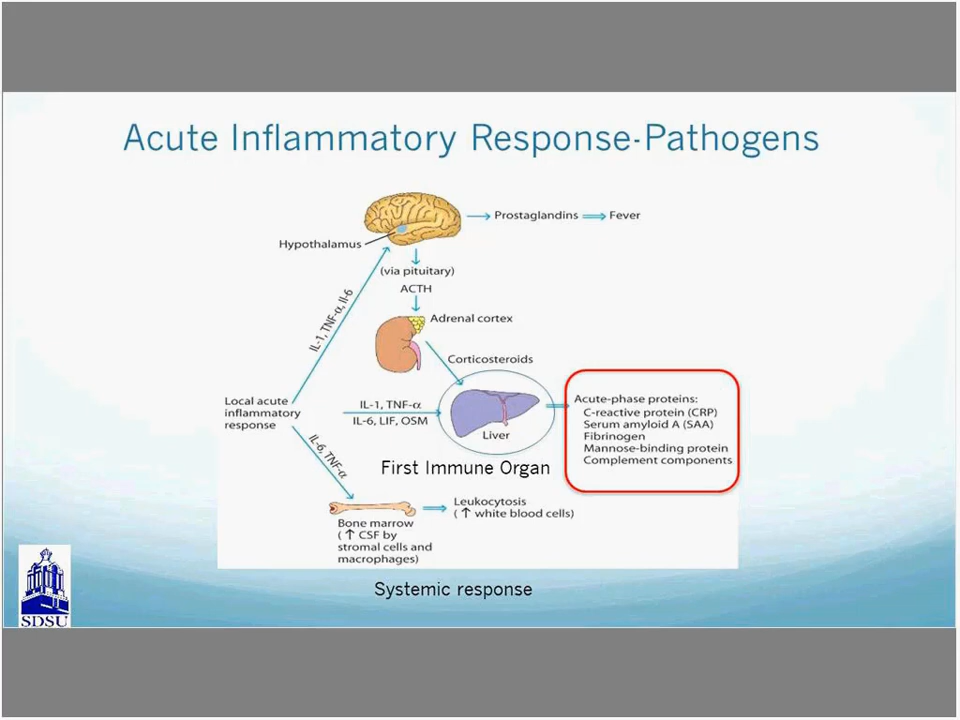 Acute Inflammatory Response-Pathogens
Prostaglandins
Fever
Hypothalamus
(via pituitary)
ACTH
IL-1, TNF-α, Il-6
Adrenal cortex
Corticosteroids
Local acute
inflammatory
response
IL-1, TNF-α
IL-6, LIF, OSM
Liver
Acute-phase proteins:
C-reactive protein (CRP)
Serum amyloid A (SAA)
Fibrinogen
Mannose-binding protein
Complement components
First Immune Organ
IL-6, TNF-α
Bone marrow
(↑ CSF by
stromal cells and
macrophages)
Leukocytosis
(↑ white blood cells)
Systemic response
SDSU